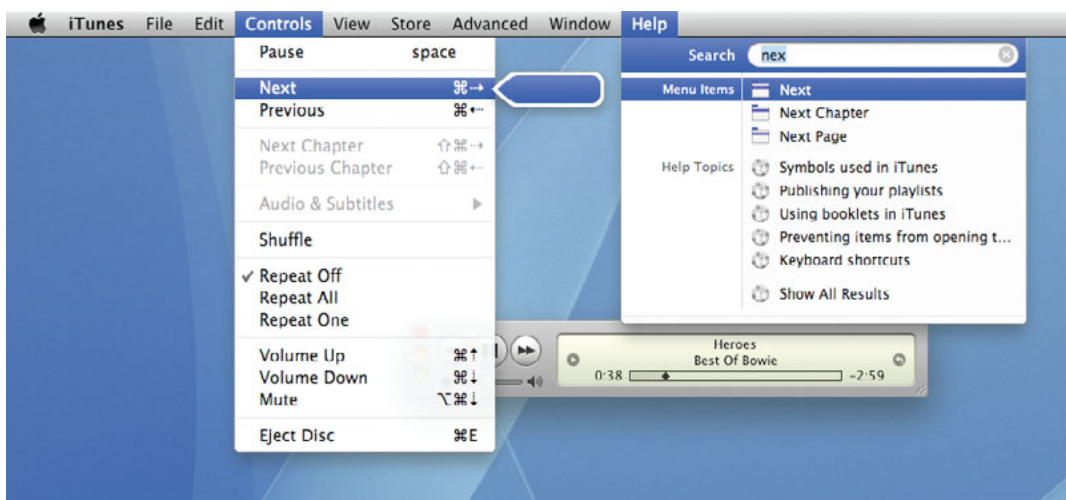 iTunes File Edit Controls View Store Advanced Window Help
Pause space
Next ⌘⇢
Previous ⌘⇠
Next Chapter ⇧⌘⇢
Previous Chapter ⇧⌘⇠
Audio & Subtitles ▶
Shuffle
✓ Repeat Off
Repeat All
Repeat One
Volume Up ⌘↑
Volume Down ⌘↓
Mute ⌥⌘↓
Eject Disc ⌘E
Search nex
Menu Items Next
Next Chapter
Next Page
Help Topics Symbols used in iTunes
Publishing your playlists
Using booklets in iTunes
Preventing items from opening t...
Keyboard shortcuts
Show All Results
Heroes
Best Of Bowie
0:38 -2:59